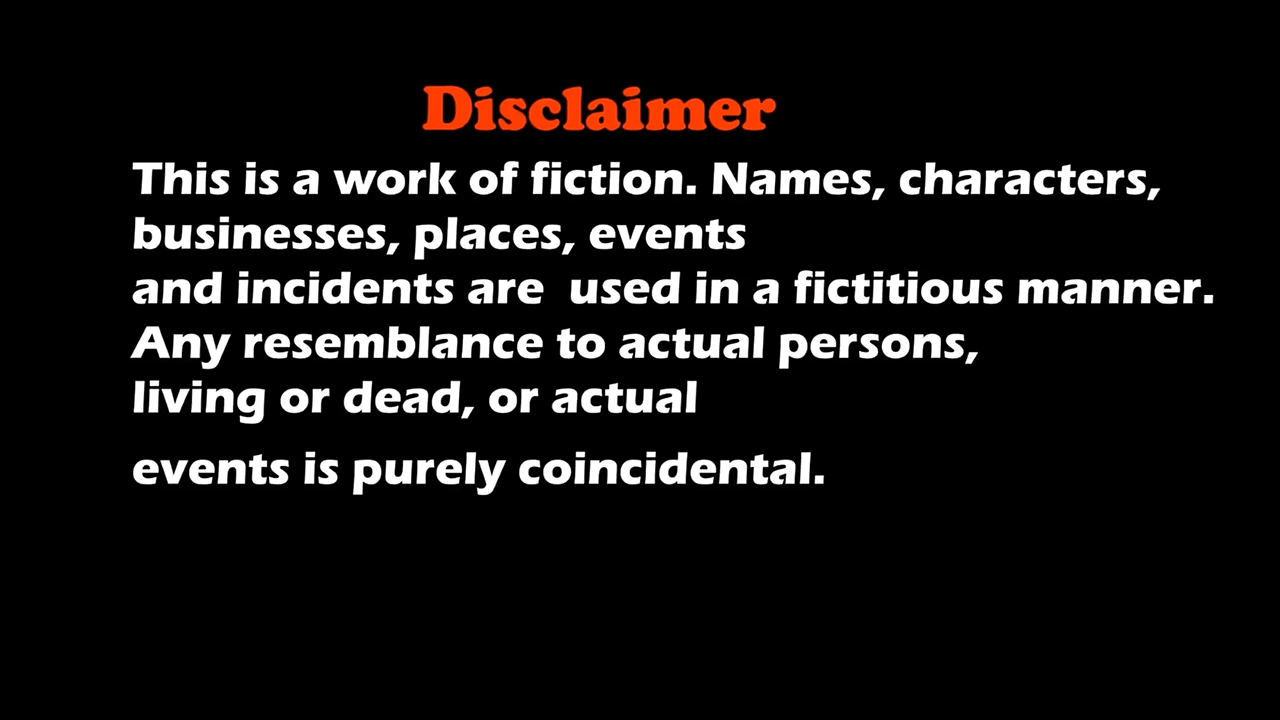 Disclaimer
This is a work of fiction. Names, characters,
businesses, places, events
and incidents are  used in a fictitious manner.
Any resemblance to actual persons,
living or dead, or actual
events is purely coincidental.